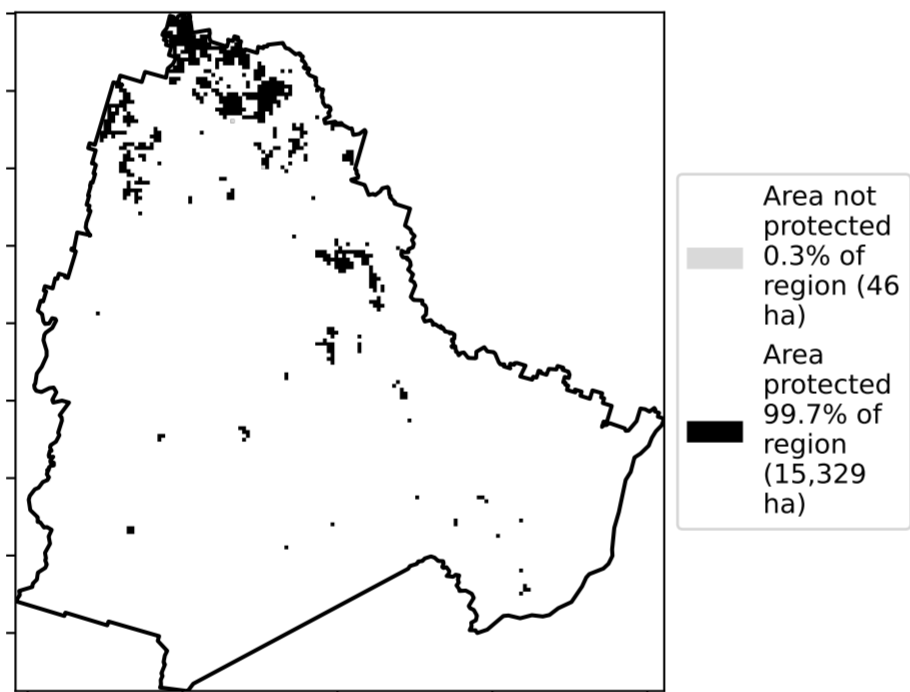 Area not
protected
0.3% of
region (46
ha)
Area
protected
99.7% of
region
(15,329
ha)